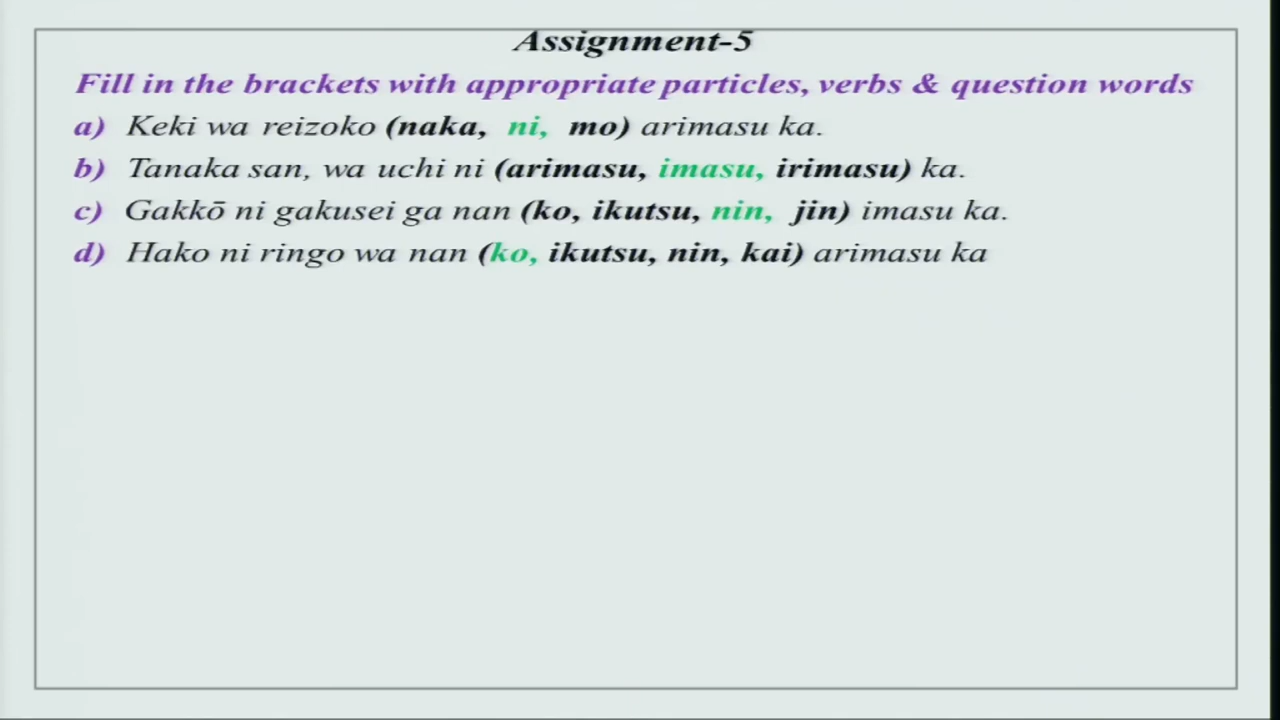 Assignment-5
Fill in the brackets with appropriate particles, verbs & question words
a) Keki wa reizoko (naka, ni, mo) arimasu ka.
b) Tanaka san, wa uchi ni (arimasu, imasu, irimasu) ka.
c) Gakkō ni gakusei ga nan (ko, ikutsu, nin, jin) imasu ka.
d) Hako ni ringo wa nan (ko, ikutsu, nin, kai) arimasu ka